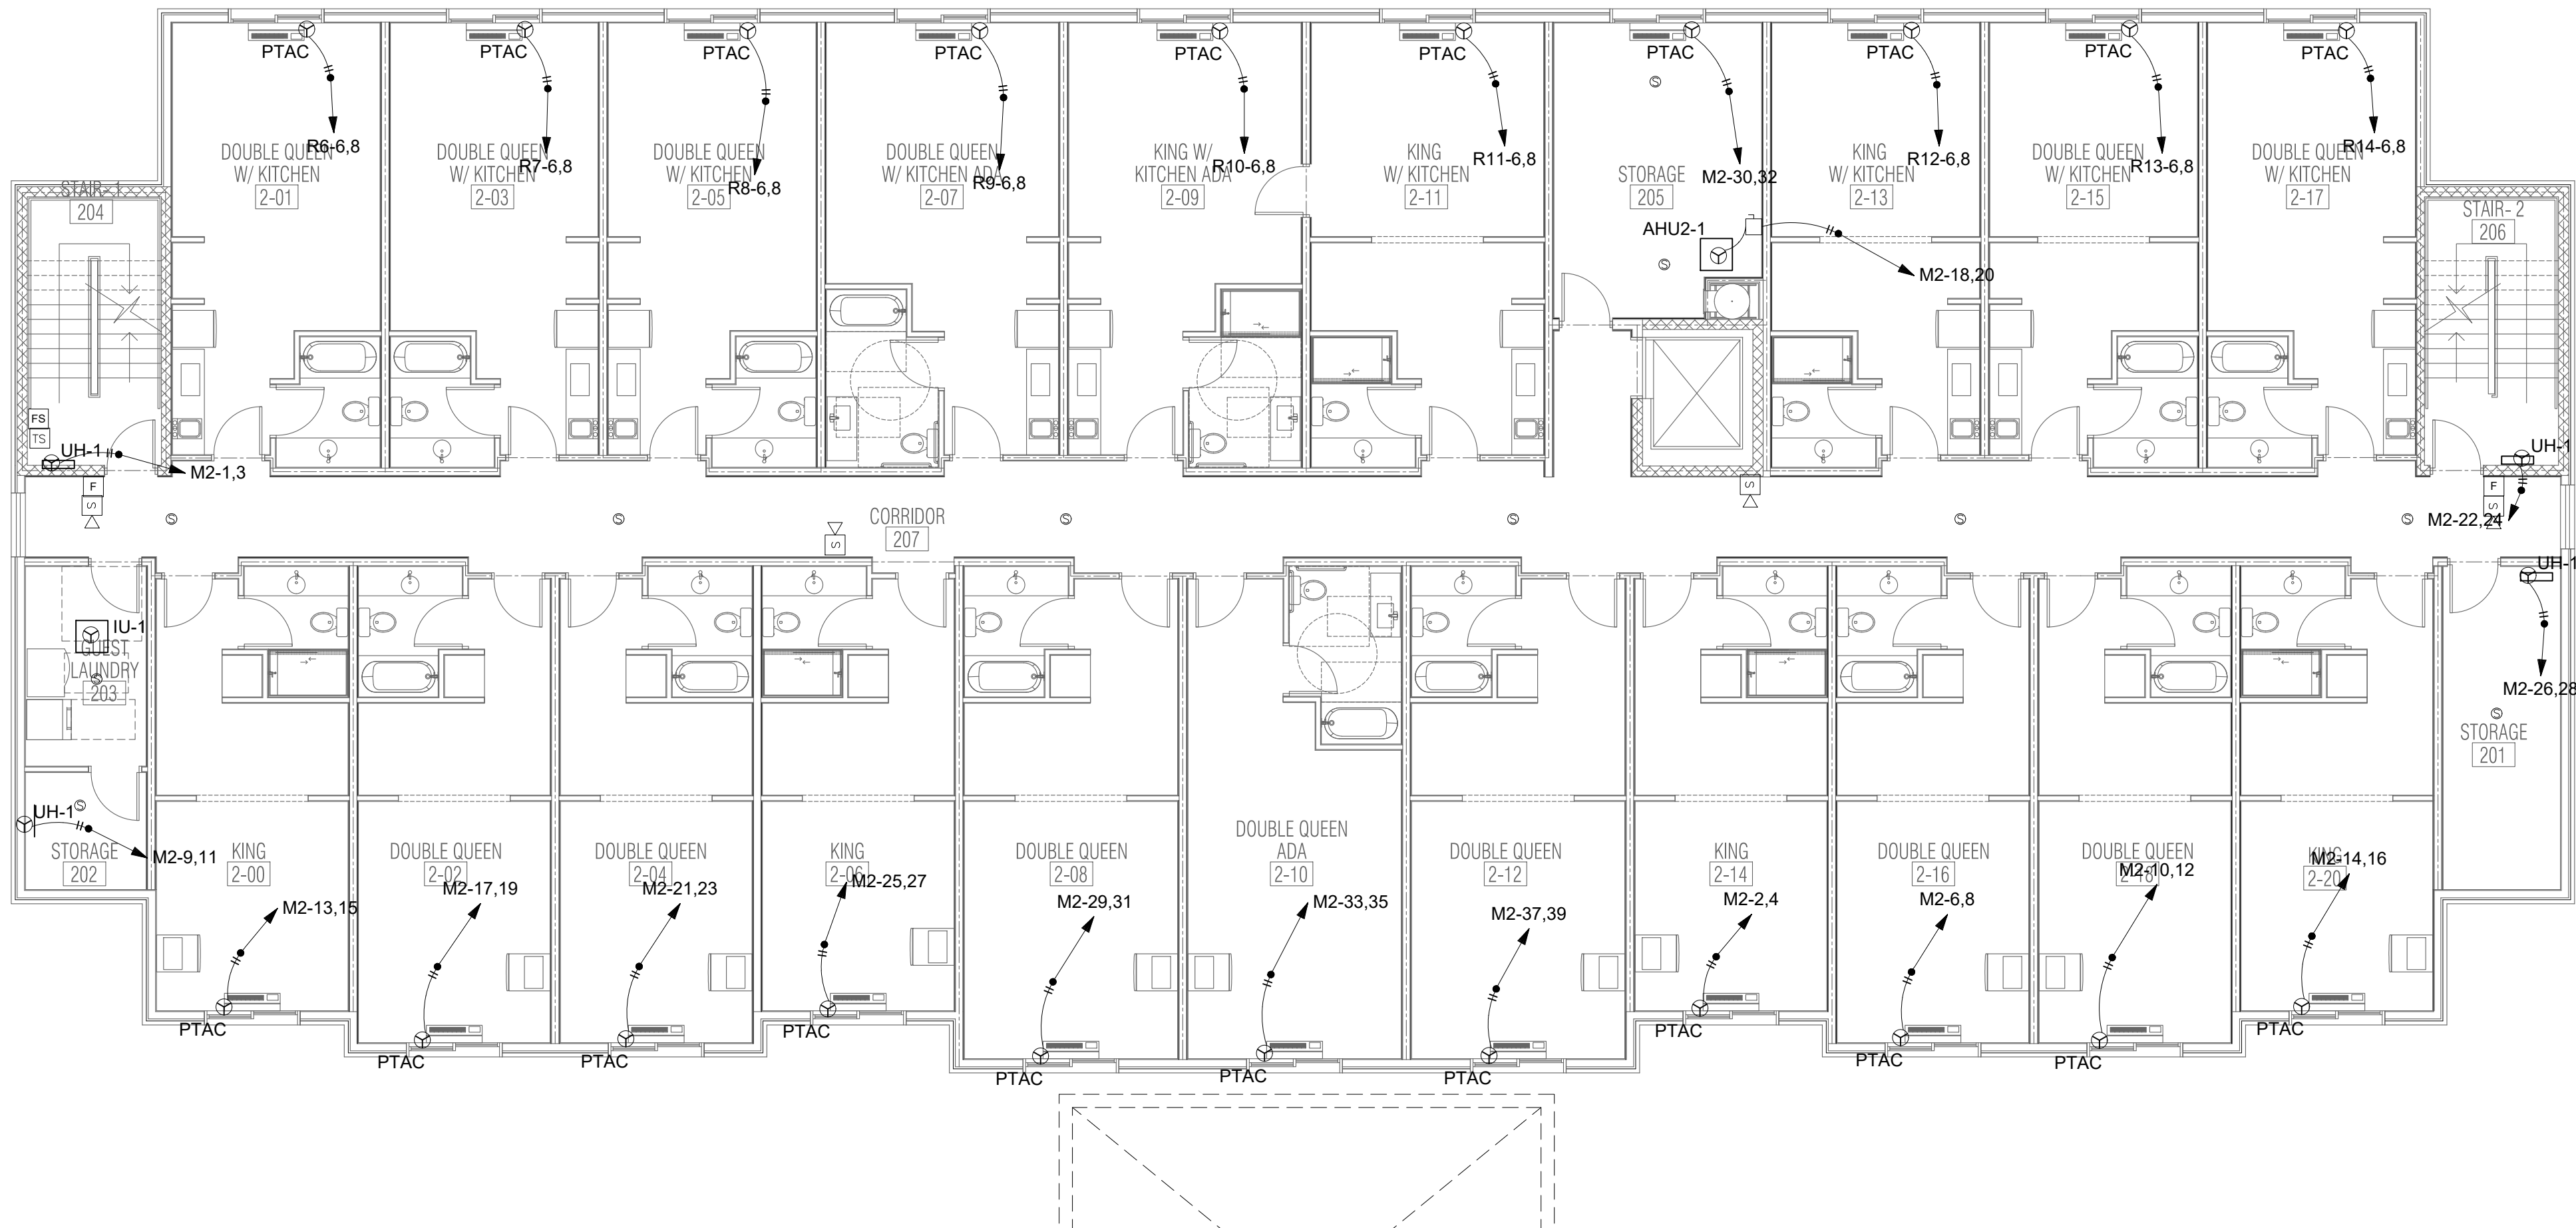 PTAC
PTAC
PTAC
PTAC
PTAC
PTAC
PTAC
PTAC
PTAC
PTAC
R6-6,8
R7-6,8
R8-6,8
R9-6,8
R10-6,8
R11-6,8
M2-30,32
R12-6,8
R13-6,8
R14-6,8
DOUBLE QUEEN
W/ KITCHEN
2-01
DOUBLE QUEEN
W/ KITCHEN
2-03
DOUBLE QUEEN
W/ KITCHEN
2-05
DOUBLE QUEEN
W/ KITCHEN ADA
2-07
KING W/
KITCHEN ADA
2-09
KING
W/ KITCHEN
2-11
STORAGE
205
KING
W/ KITCHEN
2-13
DOUBLE QUEEN
W/ KITCHEN
2-15
DOUBLE QUEEN
W/ KITCHEN
2-17
STAIR- 1
204
STAIR- 2
206
S
AHU2-1
S
M2-18,20
FS
TS
UH-1
M2-1,3
F
S
UH-1
F
S
M2-22,24
S
S
S
S
S
S
S
S
S
CORRIDOR
207
UH-1
M2-26,28
S
STORAGE
201
IU-1
GUEST
LAUNDRY
S
203
S
UH-1
M2-9,11
STORAGE
202
KING
2-00
M2-13,15
DOUBLE QUEEN
2-02
M2-17,19
DOUBLE QUEEN
2-04
M2-21,23
KING
2-06
M2-25,27
DOUBLE QUEEN
2-08
M2-29,31
DOUBLE QUEEN
ADA
2-10
M2-33,35
DOUBLE QUEEN
2-12
M2-37,39
KING
2-14
M2-2,4
DOUBLE QUEEN
2-16
M2-6,8
DOUBLE QUEEN
2-18
M2-10,12
KING
2-20
M2-14,16
PTAC
PTAC
PTAC
PTAC
PTAC
PTAC
PTAC
PTAC
PTAC
PTAC
PTAC